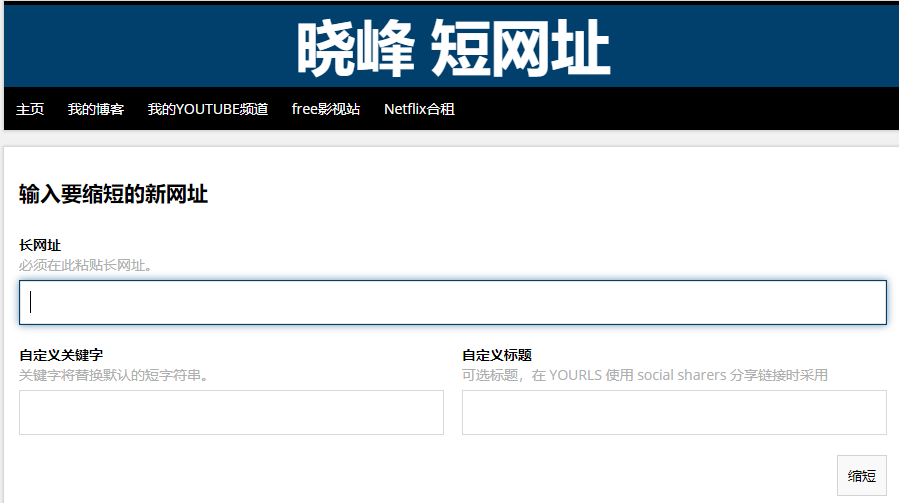 晓峰 短网址
主页 我的博客 我的YOUTUBE频道 free影视站 Netflix合租
输入要缩短的新网址
长网址
必须在此粘贴长网址。
自定义关键字 自定义标题
关键字将替换默认的短字符串。 可选标题，在 YOURLS 使用 social sharers 分享链接时采用
缩短